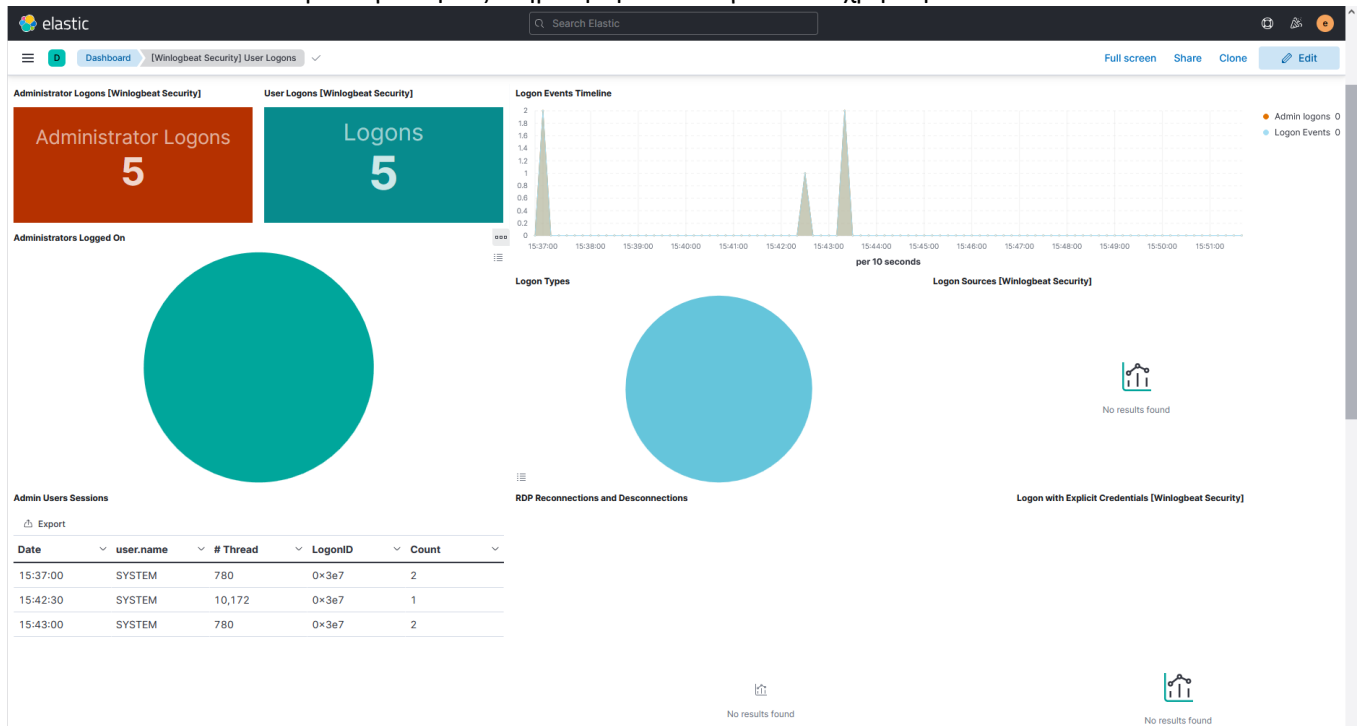 elastic
Search Elastic
e
D
Dashboard
[Winlogbeat Security] User Logons
Full screen
Share
Clone
Edit
Administrator Logons [Winlogbeat Security]
Administrator Logons
5
User Logons [Winlogbeat Security]
Logons
5
Logon Events Timeline
2
1.8
1.6
1.4
1.2
1
0.8
0.6
0.4
0.2
0
15:37:00 15:38:00 15:39:00 15:40:00 15:41:00 15:42:00 15:43:00 15:44:00 15:45:00 15:46:00 15:47:00 15:48:00 15:49:00 15:50:00 15:51:00
per 10 seconds
Admin logons 0
Logon Events 0
Administrators Logged On
Logon Types
Logon Sources [Winlogbeat Security]
No results found
Admin Users Sessions
Export
Date user.name # Thread LogonID Count
15:37:00 SYSTEM 780 0×3e7 2
15:42:30 SYSTEM 10,172 0×3e7 1
15:43:00 SYSTEM 780 0×3e7 2
RDP Reconnections and Desconnections
No results found
Logon with Explicit Credentials [Winlogbeat Security]
No results found